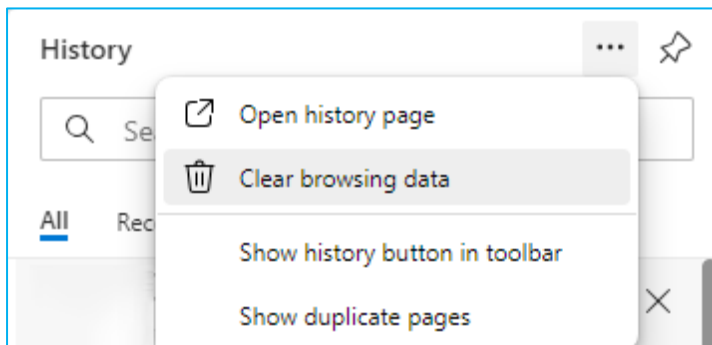 History
Open history page
Clear browsing data
All
Show history button in toolbar
Show duplicate pages